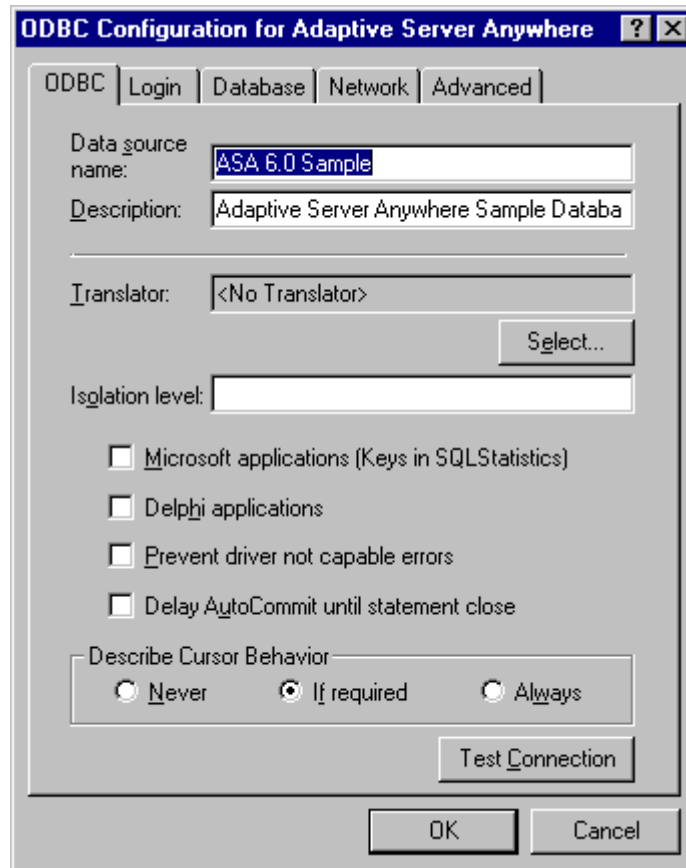 ODBC Configuration for Adaptive Server Anywhere ? ×
ODBC Login Database Network Advanced
Data source
name:
ASA 6.0 Sample
Description: Adaptive Server Anywhere Sample Databa
Translator: <No Translator>
Select...
Isolation level:
Microsoft applications (Keys in SQLStatistics)
Delphi applications
Prevent driver not capable errors
Delay AutoCommit until statement close
Describe Cursor Behavior
Never If required Always
Test Connection
OK Cancel